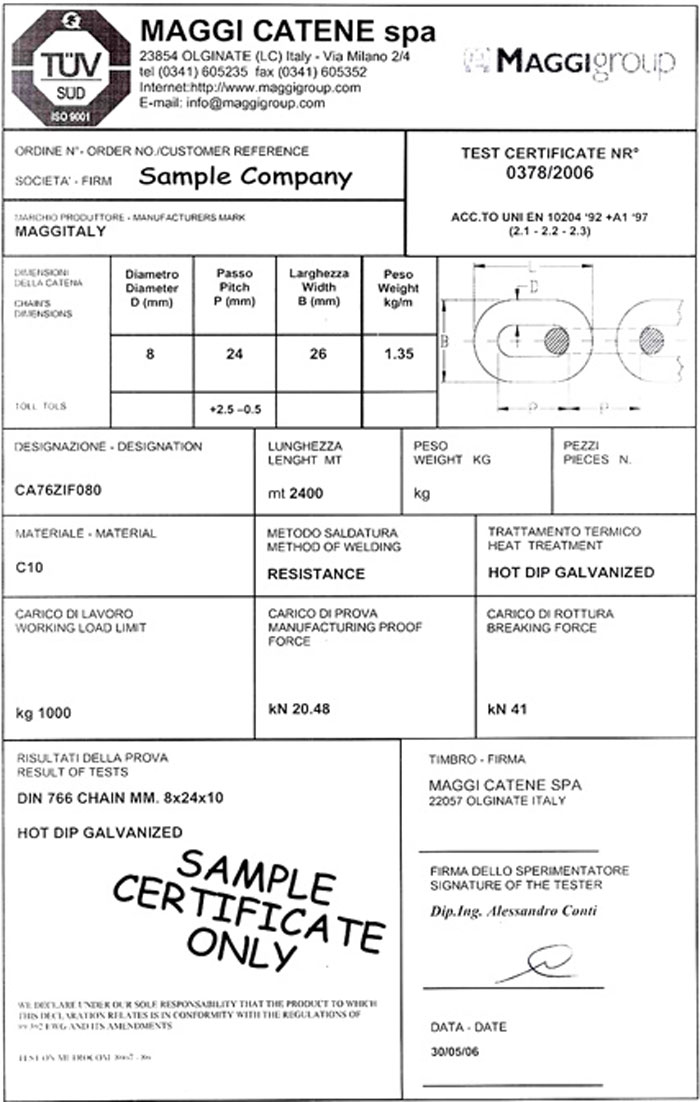 TÜV
SÜD
ISO 9001
MAGGI CATENE spa
23854 OLGINATE (LC) Italy - Via Milano 2/4
tel (0341) 605235 fax (0341) 605352
Internet:http://www.maggigroup.com
E-mail: info@maggigroup.com
MAGGIgroup
ORDINE N°- ORDER NO./CUSTOMER REFERENCE
SOCIETA' - FIRM Sample Company
TEST CERTIFICATE NR°
0378/2006
ACC.TO UNI EN 10204 '92 +A1 '97
(2.1 - 2.2 - 2.3)
MARCHIO PRODUTTORE - MANUFACTURERS MARK
MAGGITALY
DIMENSIONI
DELLA CATENA
CHAIN'S
DIMENSIONS
Diametro
Diameter
D (mm)
Passo
Pitch
P (mm)
Larghezza
Width
B (mm)
Peso
Weight
kg/m
8 24 26 1.35
TOLL. TOLS
+2.5 –0.5
L
D
B
P P
DESIGNAZIONE - DESIGNATION
CA76ZIF080
LUNGHEZZA
LENGHT MT
mt 2400
PESO
WEIGHT KG
kg
PEZZI
PIECES N.
MATERIALE - MATERIAL
C10
METODO SALDATURA
METHOD OF WELDING
RESISTANCE
TRATTAMENTO TERMICO
HEAT TREATMENT
HOT DIP GALVANIZED
CARICO DI LAVORO
WORKING LOAD LIMIT
kg 1000
CARICO DI PROVA
MANUFACTURING PROOF
FORCE
kN 20.48
CARICO DI ROTTURA
BREAKING FORCE
kN 41
RISULTATI DELLA PROVA
RESULT OF TESTS
DIN 766 CHAIN MM. 8x24x10
HOT DIP GALVANIZED
SAMPLE
CERTIFICATE
ONLY
WE DECLARE UNDER OUR SOLE RESPONSABILITY THAT THE PRODUCT TO WHICH
THIS DECLARATION RELATES IS IN CONFORMITY WITH THE REGULATIONS OF
EWG AND ITS AMENDMENTS
TEST ON
TIMBRO - FIRMA
MAGGI CATENE SPA
22057 OLGINATE ITALY
FIRMA DELLO SPERIMENTATORE
SIGNATURE OF THE TESTER
Dip.Ing. Alessandro Conti
DATA - DATE
30/05/06